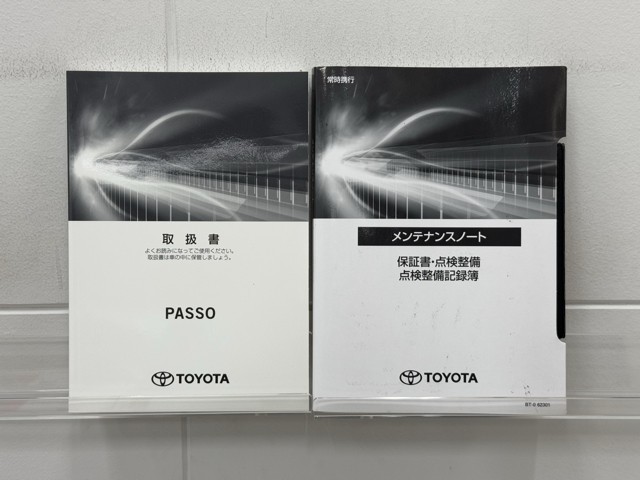 取扱書
よくお読みになってご使用ください。
取扱書は車の中に保管しましょう。
PASSO
TOYOTA
常時携行
メンテナンスノート
保証書・点検整備
点検整備記録簿
TOYOTA